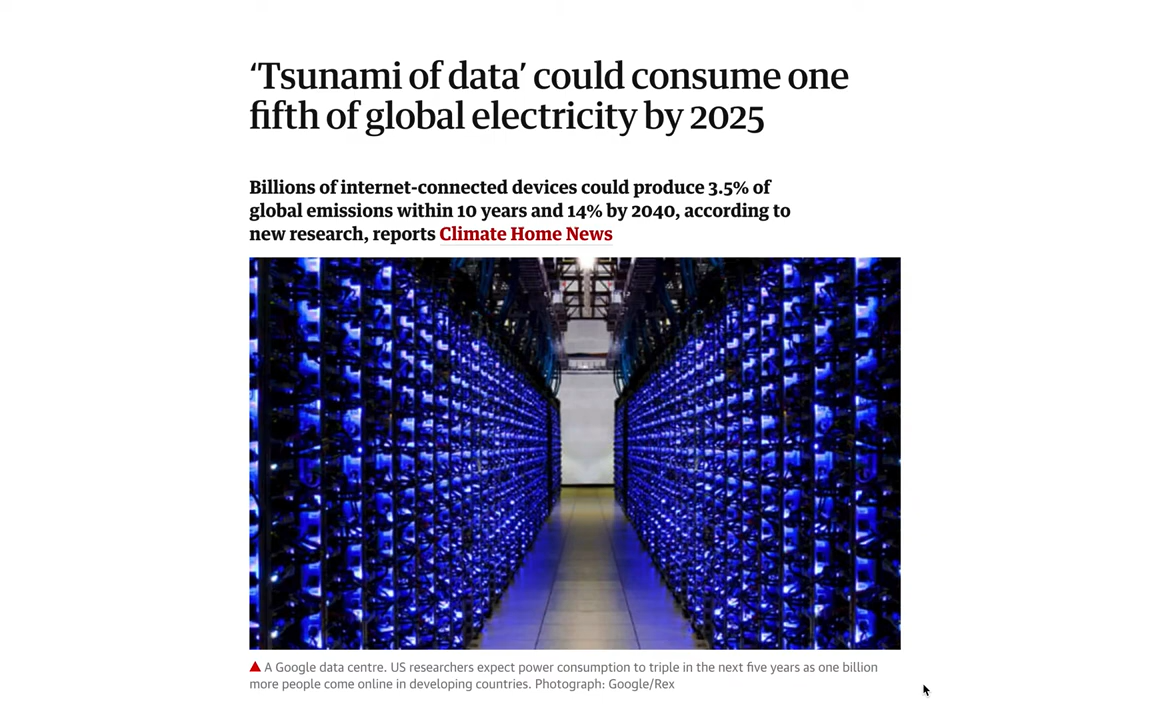 ‘Tsunami of data’ could consume one
fifth of global electricity by 2025
Billions of internet-connected devices could produce 3.5% of
global emissions within 10 years and 14% by 2040, according to
new research, reports Climate Home News
▲ A Google data centre. US researchers expect power consumption to triple in the next five years as one billion
more people come online in developing countries. Photograph: Google/Rex